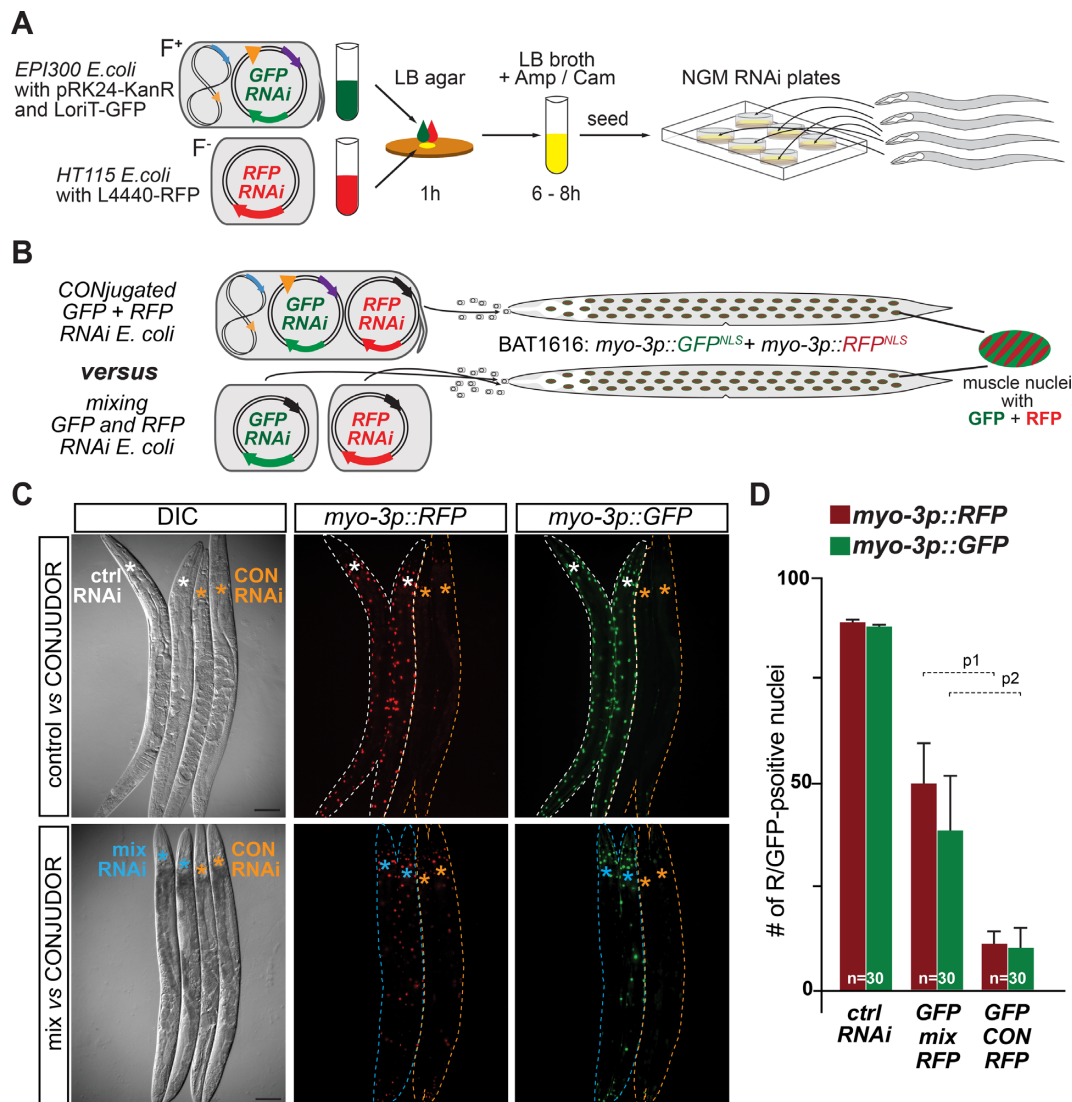 A
F+
EPI300 E.coli
with pRK24-KanR
and LoriT-GFP
GFP
RNAi
F-
HT115 E.coli
with L4440-RFP
RFP
RNAi
LB agar
1h
LB broth
+ Amp / Cam
6 - 8h
seed
NGM RNAi plates
B
CONjugated
GFP + RFP
RNAi E. coli
versus
mixing
GFP and RFP
RNAi E. coli
GFP
RNAi
RFP
RNAi
GFP
RNAi
RFP
RNAi
BAT1616: myo-3p::GFPNLS + myo-3p::RFPNLS
muscle nuclei
with
GFP + RFP
C
DIC
myo-3p::RFP
myo-3p::GFP
control vs CONJUDOR
ctrl
RNAi
CON
RNAi
* * * *
* * * *
* * * *
mix vs CONJUDOR
mix
RNAi
CON
RNAi
* * * *
* * * *
* * * *
D
myo-3p::RFP
myo-3p::GFP
# of R/GFP-psotive nuclei
100
50
0
p1
p2
n=30
n=30
n=30
ctrl
RNAi
GFP
mix
RFP
GFP
CON
RFP